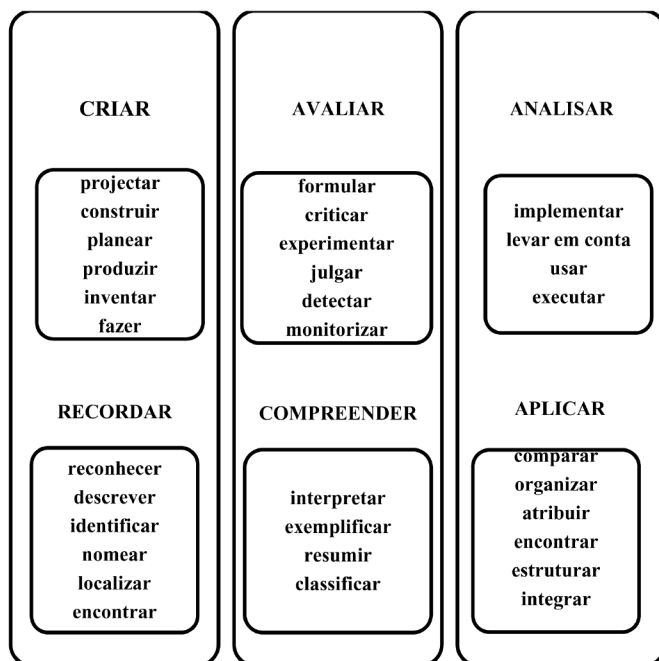 CRIAR
projectar
construir
planear
produzir
inventar
fazer
RECORDAR
reconhecer
descrever
identificar
nomear
localizar
encontrar
AVALIAR
formular
criticar
experimentar
julgar
detectar
monitorizar
COMPREENDER
interpretar
exemplificar
resumir
classificar
ANALISAR
implementar
levar em conta
usar
executar
APLICAR
comparar
organizar
atribuir
encontrar
estruturar
integrar